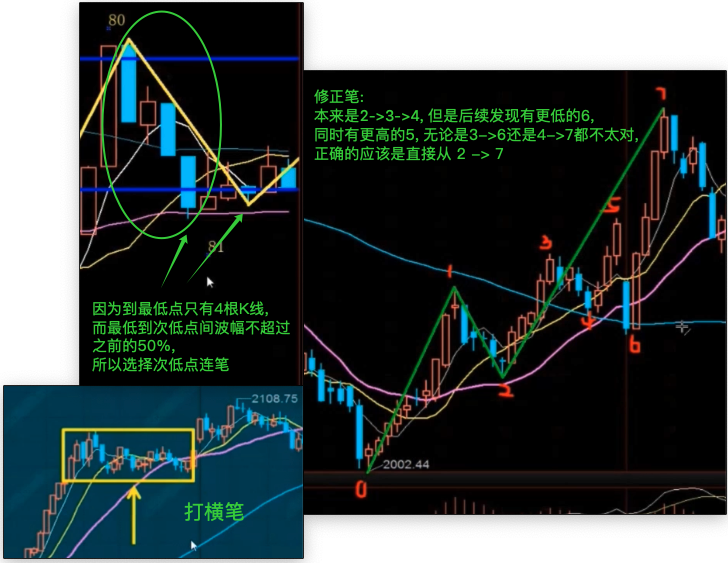 80
81
因为到最低点只有4根K线,
而最低到次低点间波幅不超过
之前的50%,
所以选择次低点连笔
2108.75
打横笔
修正笔:
本来是2->3->4, 但是后续发现有更低的6,
同时有更高的5, 无论是3–>6还是4–>7都不太对,
正确的应该是直接从 2 –> 7
7
5
3
1
4
6
2
2002.44
0